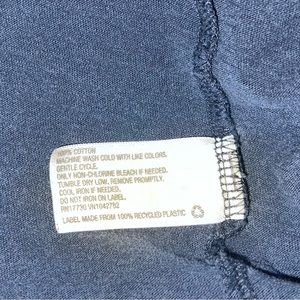 100% COTTON
MACHINE WASH COLD WITH LIKE COLORS.
GENTLE CYCLE.
ONLY NON-CHLORINE BLEACH IF NEEDED.
TUMBLE DRY LOW. REMOVE PROMPTLY.
COOL IRON IF NEEDED.
DO NOT IRON ON LABEL.
RN17730 VN1042752
LABEL MADE FROM 100% RECYCLED PLASTIC